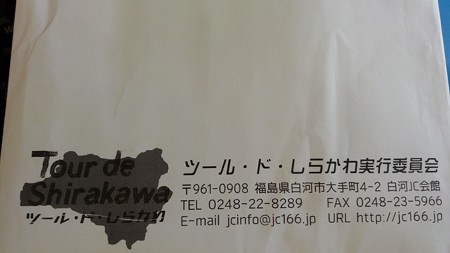 Tour de
Shirakawa
ツール・ド・しらかわ
ツール・ド・しらかわ実行委員会
〒961-0908 福島県白河市大手町4-2 白河JC会館
TEL 0248-22-8289 FAX 0248-23-5966
E-mail jcinfo@jc166.jp URL http://jc166.jp